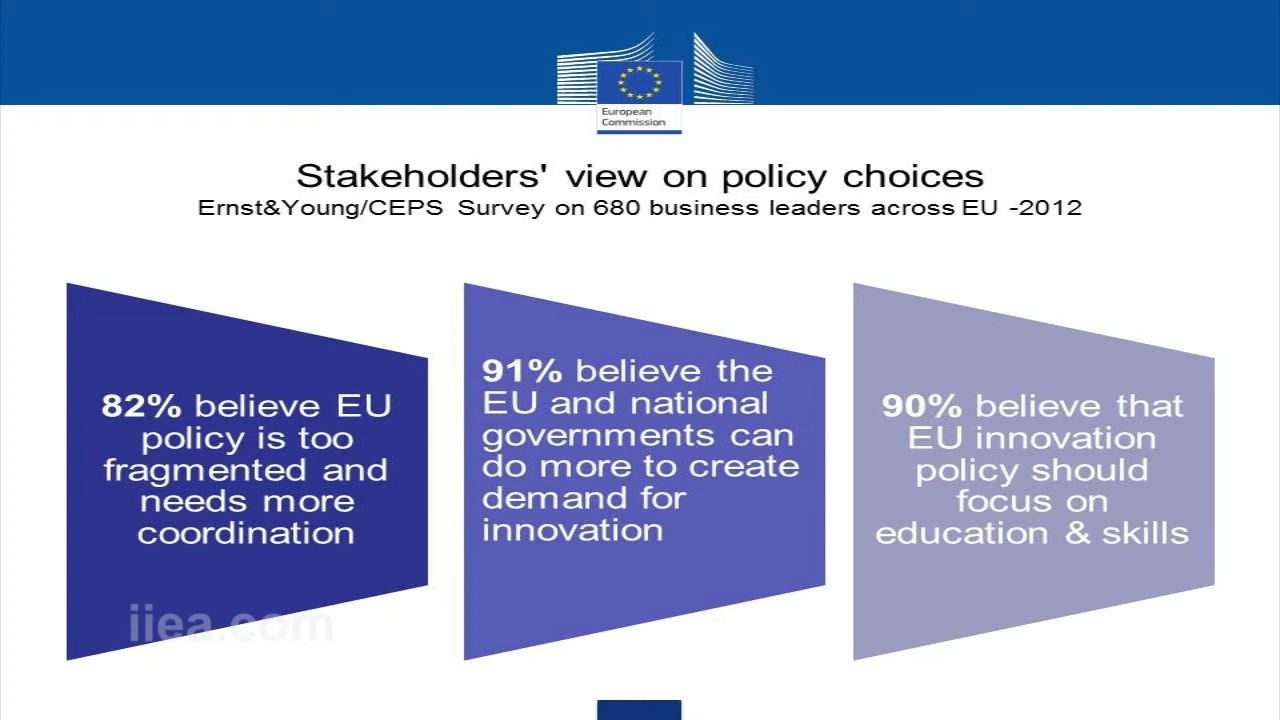 European
Commission
Stakeholders' view on policy choices
Ernst&Young/CEPS Survey on 680 business leaders across EU -2012
82% believe EU
policy is too
fragmented and
needs more
coordination
91% believe the
EU and national
governments can
do more to create
demand for
innovation
90% believe that
EU innovation
policy should
focus on
education & skills
iiea.com